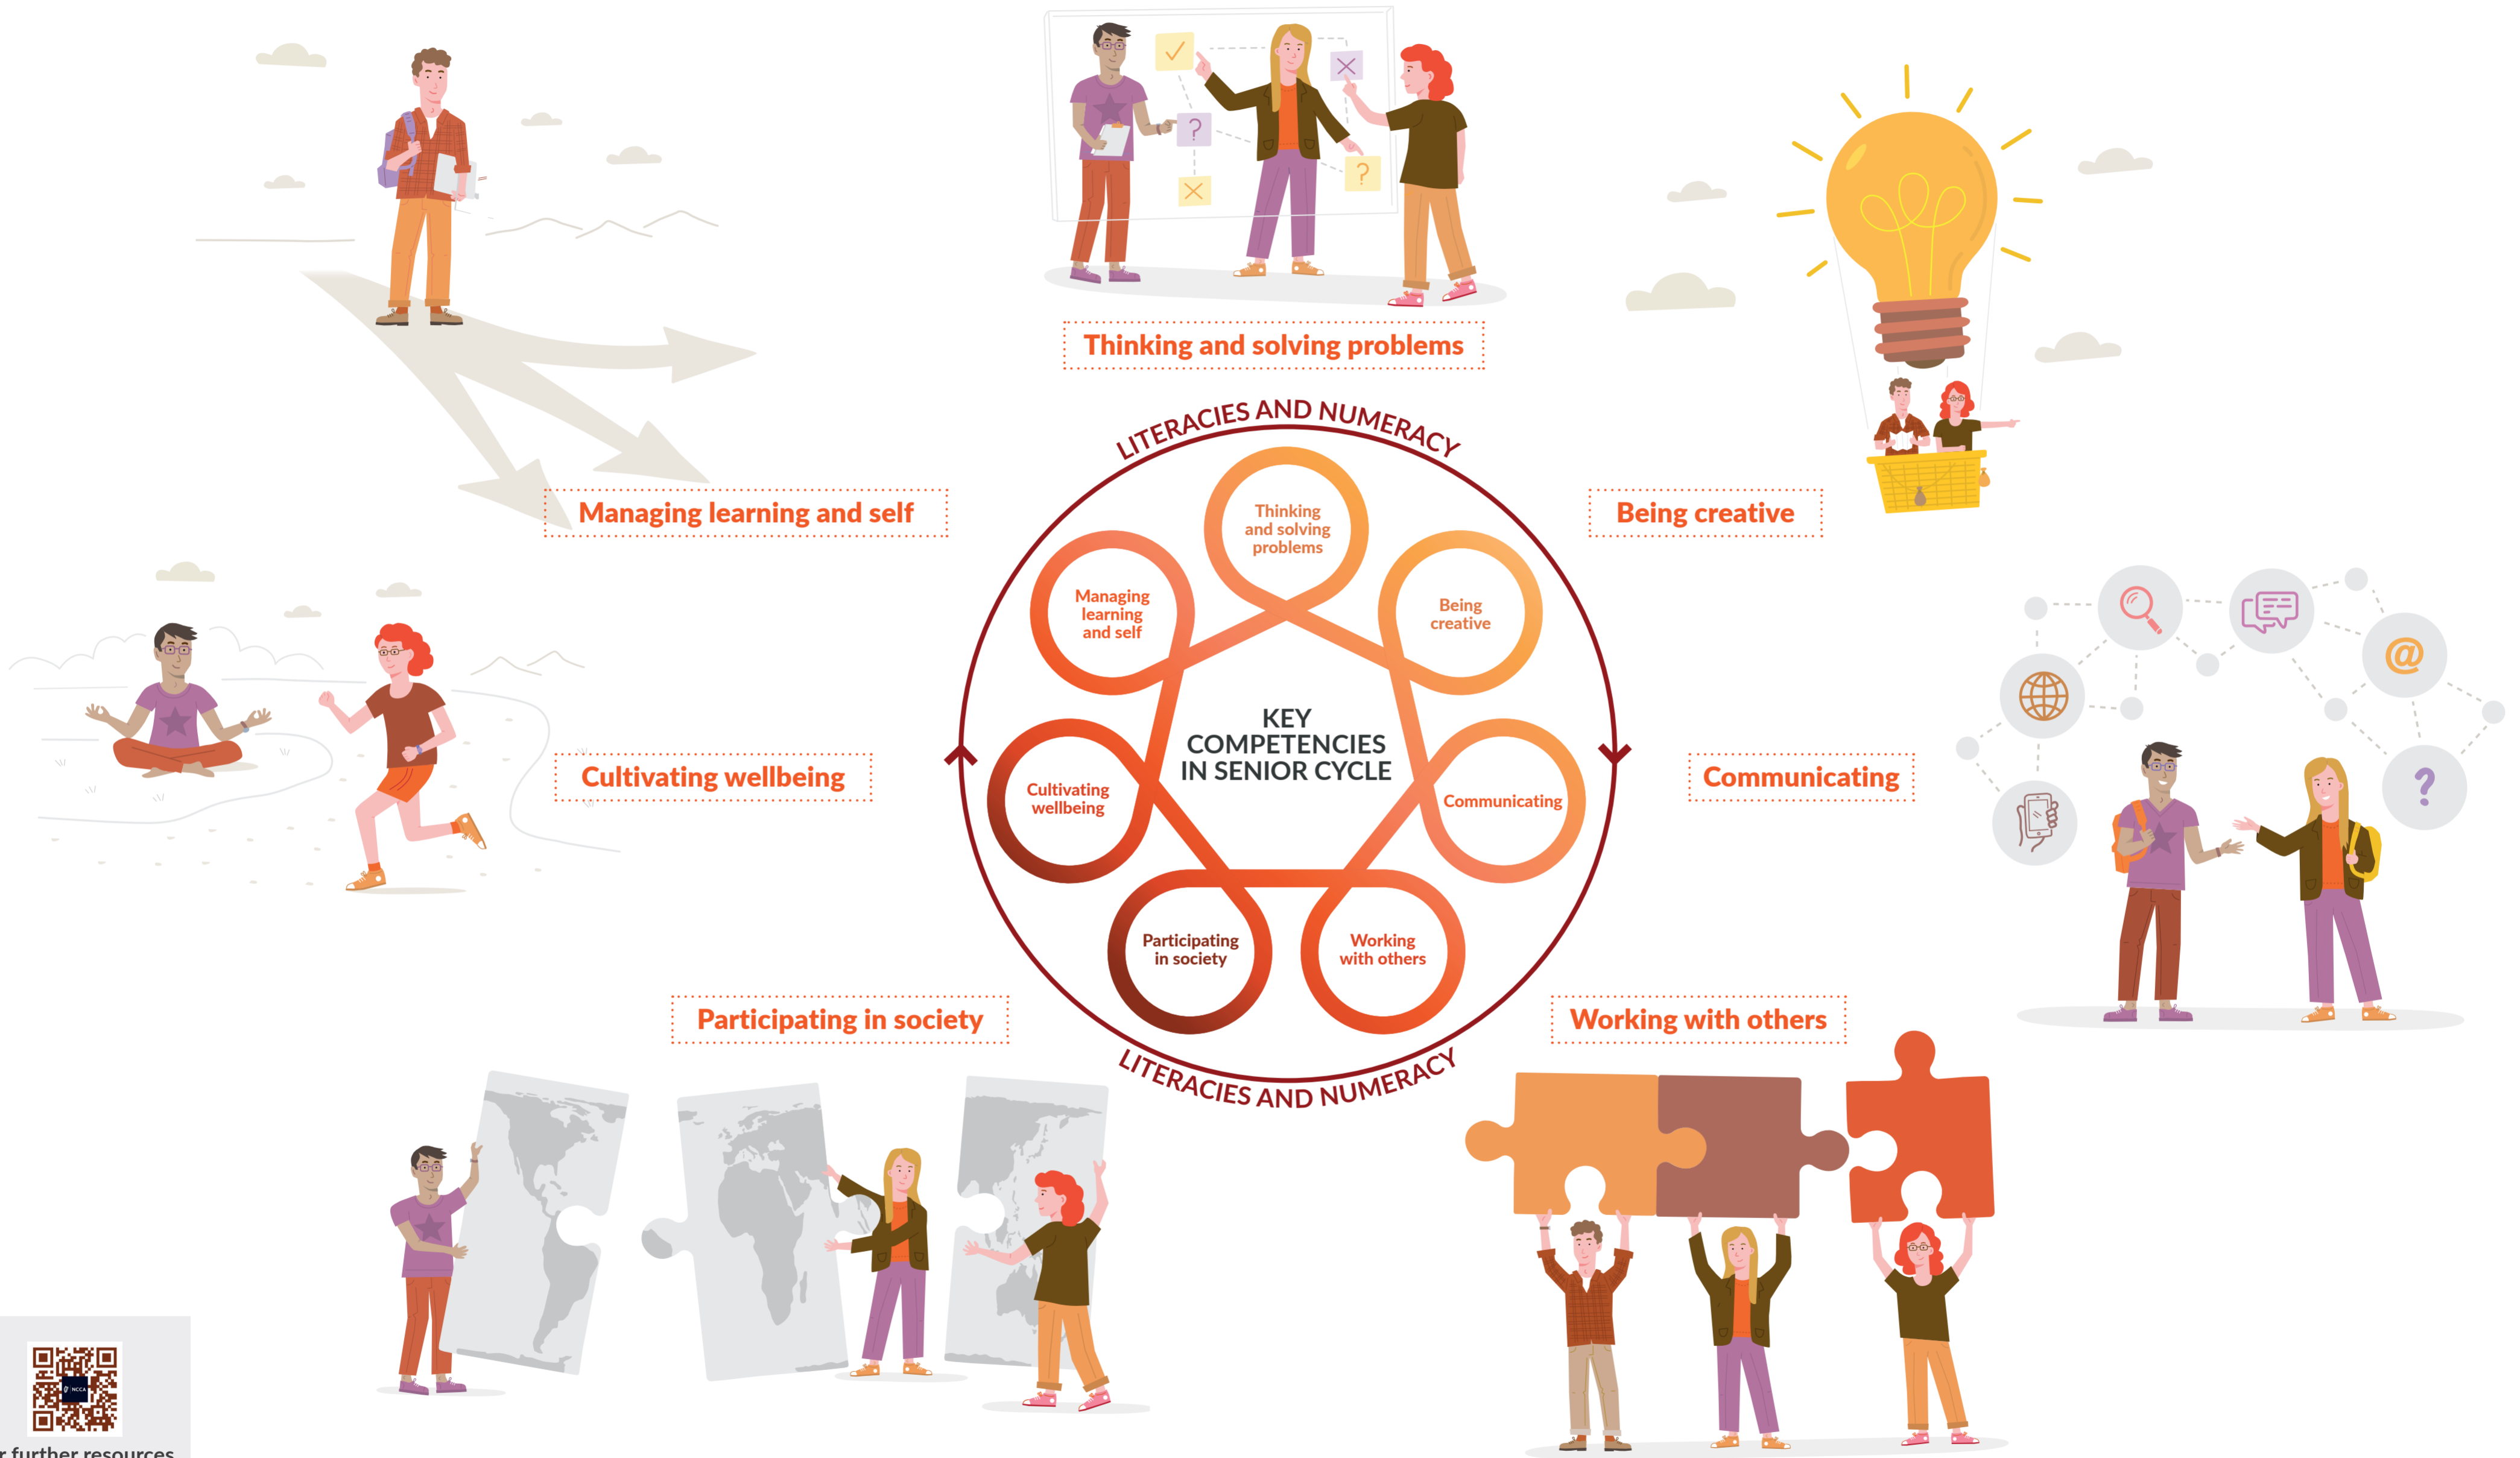 Thinking and solving problems
Managing learning and self
Being creative
Cultivating wellbeing
Communicating
Participating in society
Working with others
LITERACIES AND NUMERACY
Thinking
and solving
problems
Managing
learning
and self
Being
creative
KEY
COMPETENCIES
IN SENIOR CYCLE
Cultivating
wellbeing
Communicating
Participating
in society
Working
with others
LITERACIES AND NUMERACY
?
?
@
?
NCCA
r further resources